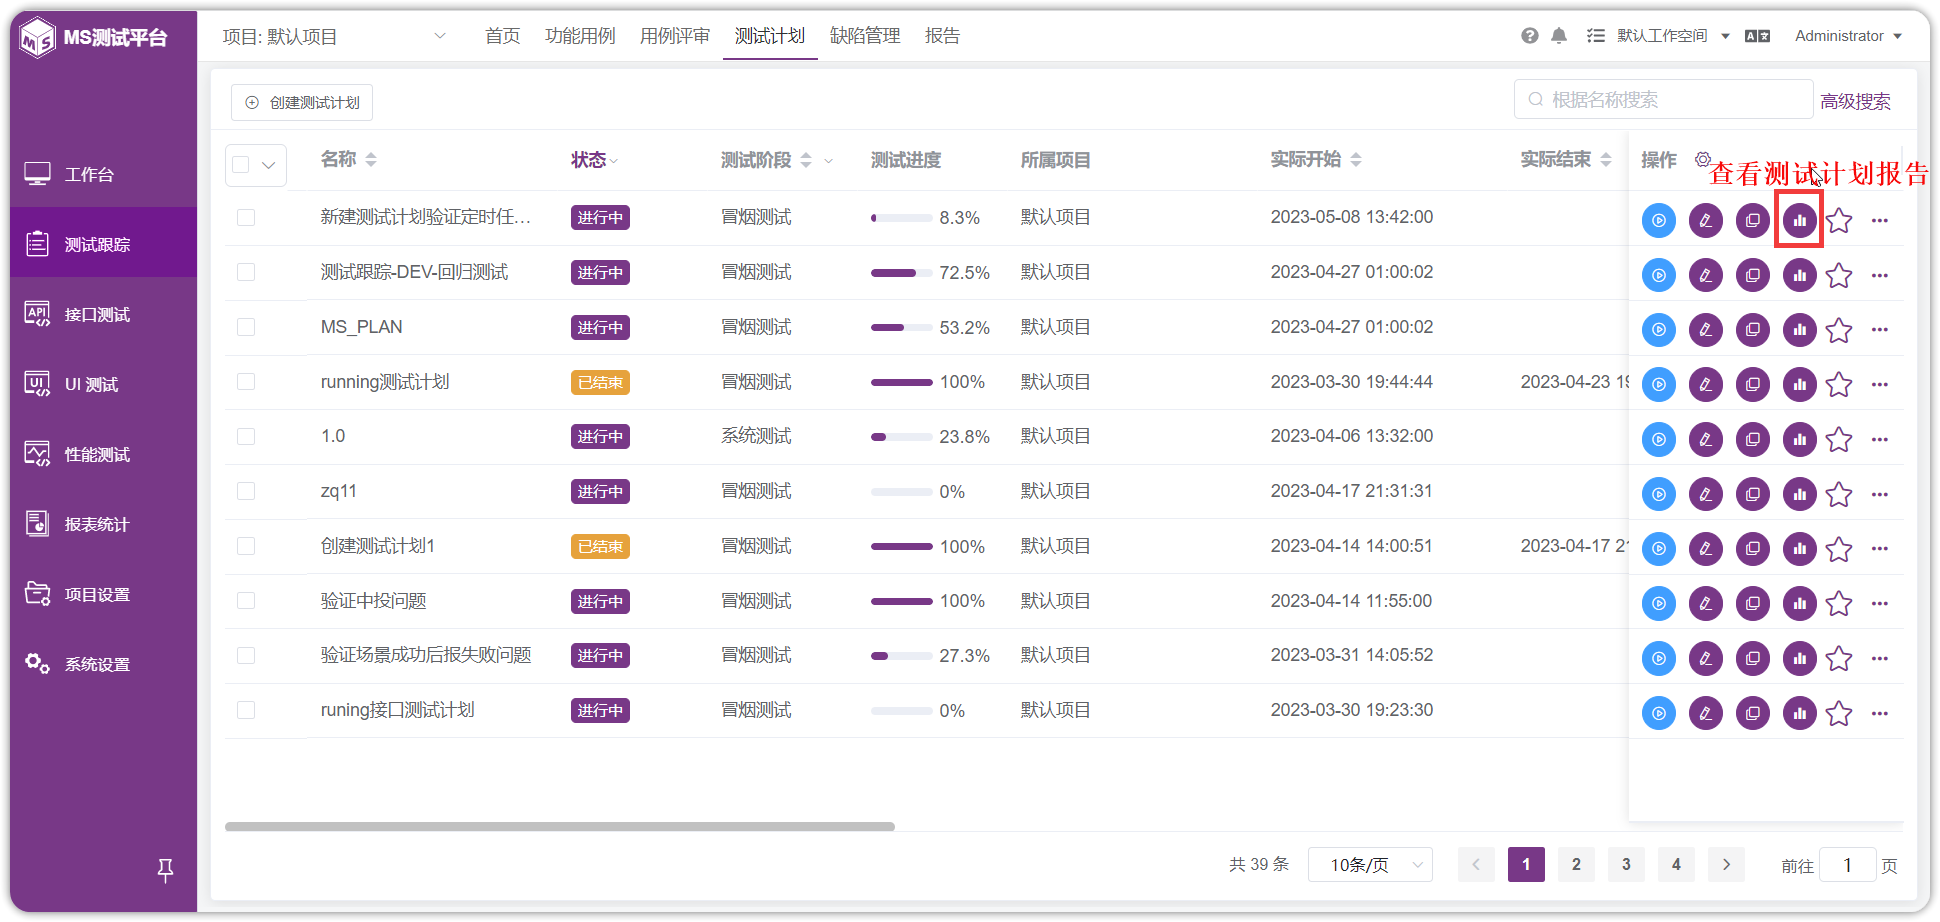 MS测试平台
项目: 默认项目
首页 功能用例 用例评审 测试计划 缺陷管理 报告
默认工作空间 Administrator
工作台
测试跟踪
接口测试
UI 测试
性能测试
报表统计
项目设置
系统设置
创建测试计划
根据名称搜索 高级搜索
名称 状态 测试阶段 测试进度 所属项目 实际开始 实际结束 操作
查看测试计划报告
新建测试计划验证定时任... 进行中 冒烟测试 8.3% 默认项目 2023-05-08 13:42:00
测试跟踪-DEV-回归测试 进行中 冒烟测试 72.5% 默认项目 2023-04-27 01:00:02
MS_PLAN 进行中 冒烟测试 53.2% 默认项目 2023-04-27 01:00:02
running测试计划 已结束 冒烟测试 100% 默认项目 2023-03-30 19:44:44 2023-04-23 19
1.0 进行中 系统测试 23.8% 默认项目 2023-04-06 13:32:00
zq11 进行中 冒烟测试 0% 默认项目 2023-04-17 21:31:31
创建测试计划1 已结束 冒烟测试 100% 默认项目 2023-04-14 14:00:51 2023-04-17 21
验证中投问题 进行中 冒烟测试 100% 默认项目 2023-04-14 11:55:00
验证场景成功后报失败问题 进行中 冒烟测试 27.3% 默认项目 2023-03-31 14:05:52
runing接口测试计划 进行中 冒烟测试 0% 默认项目 2023-03-30 19:23:30
共 39 条 10条/页 1 2 3 4 前往 1 页